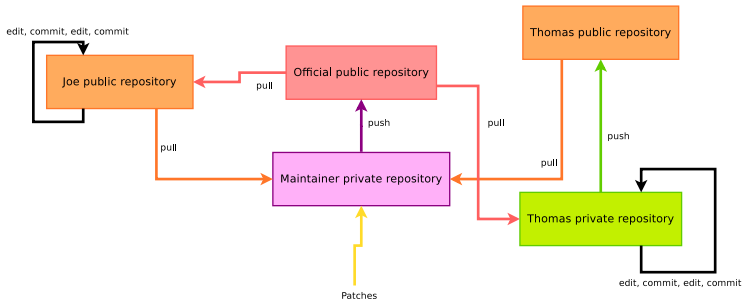 edit, commit, edit, commit
Thomas public repository
Joe public repository
Official public repository
pull
pull
push
push
pull
pull
Maintainer private repository
Thomas private repository
edit, commit, edit, commit
Patches